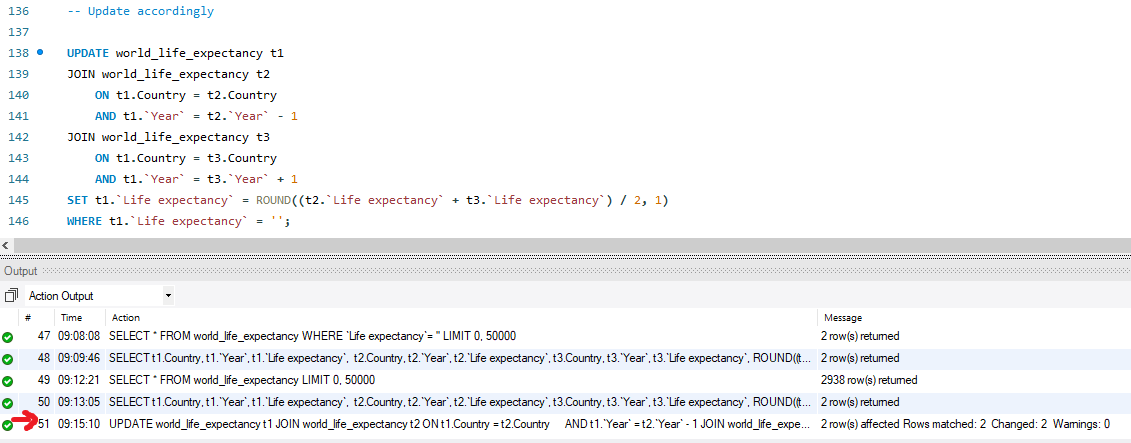 136 -- Update accordingly
137
138 UPDATE world_life_expectancy t1
139 JOIN world_life_expectancy t2
140 ON t1.Country = t2.Country
141 AND t1.`Year` = t2.`Year` - 1
142 JOIN world_life_expectancy t3
143 ON t1.Country = t3.Country
144 AND t1.`Year` = t3.`Year` + 1
145 SET t1.`Life expectancy` = ROUND((t2.`Life expectancy` + t3.`Life expectancy`) / 2, 1)
146 WHERE t1.`Life expectancy` = '';
Output
Action Output
# Time Action Message
47 09:08:08 SELECT * FROM world_life_expectancy WHERE `Life expectancy`= '' LIMIT 0, 50000 2 row(s) returned
48 09:09:46 SELECT t1.Country, t1.`Year`, t1.`Life expectancy`, t2.Country, t2.`Year`, t2.`Life expectancy`, t3.Country, t3.`Year`, t3.`Life expectancy`, ROUND((t... 2 row(s) returned
49 09:12:21 SELECT * FROM world_life_expectancy LIMIT 0, 50000 2938 row(s) returned
50 09:13:05 SELECT t1.Country, t1.`Year`, t1.`Life expectancy`, t2.Country, t2.`Year`, t2.`Life expectancy`, t3.Country, t3.`Year`, t3.`Life expectancy`, ROUND((t... 2 row(s) returned
51 09:15:10 UPDATE world_life_expectancy t1 JOIN world_life_expectancy t2 ON t1.Country = t2.Country AND t1.`Year` = t2.`Year` - 1 JOIN world_life_expe... 2 row(s) affected Rows matched: 2 Changed: 2 Warnings: 0